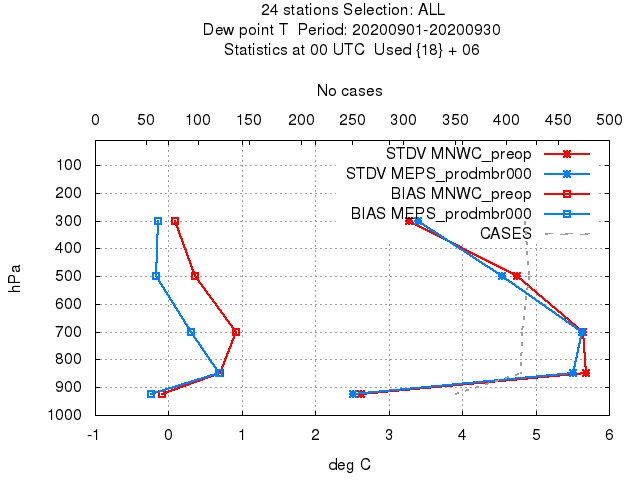 24 stations Selection: ALL
Dew point T  Period: 20200901-20200930
Statistics at 00 UTC  Used {18} + 06
No cases
0 50 100 150 200 250 300 350 400 450 500
100
200
300
400
500
600
700
800
900
1000
hPa
STDV MNWC_preop
STDV MEPS_prodmbr000
BIAS MNWC_preop
BIAS MEPS_prodmbr000
CASES
-1 0 1 2 3 4 5 6
deg C